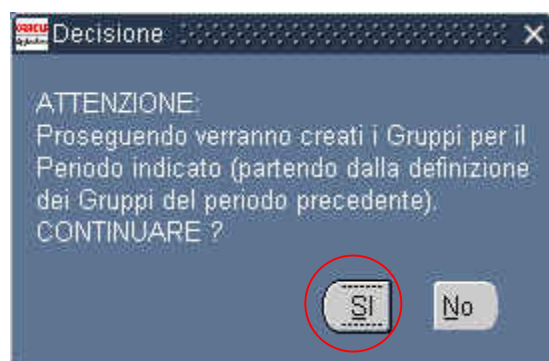 ORACLE
Decisione
ATTENZIONE:
Proseguendo verranno creati i Gruppi per il
Periodo indicato (partendo dalla definizione
dei Gruppi del periodo precedente).
CONTINUARE ?
SI No